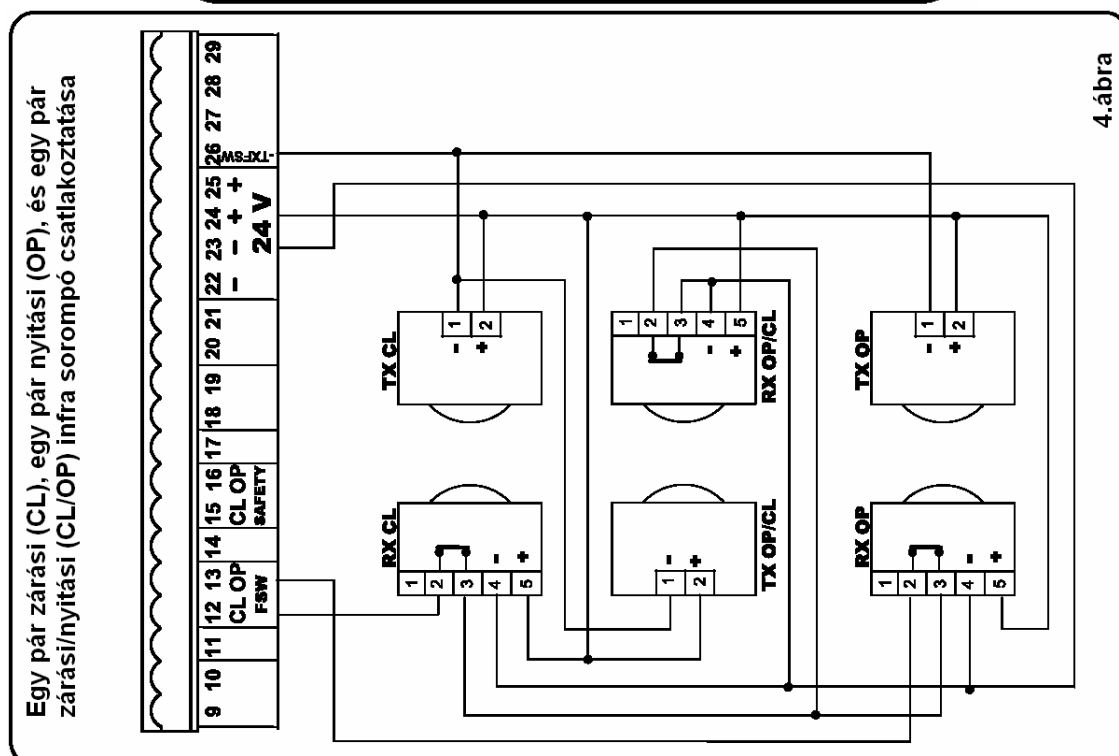 Egy pár zárási (CL), egy pár nyitási (OP), és egy pár
zárási/nyitási (CL/OP) infra sorompó csatlakoztatása
9 10 11 12 13 14 15 16 17 18 19 20 21 22 23 24 25 26 27 28 29
CL OP
FSW
CL OP
SAFETY
- - + +
24 V
-TXFSW-
RX CL
1 2 3 4 5
- +
TX CL
1 2
- +
TX OP/CL
1 2
- +
RX OP/CL
1 2 3 4 5
- +
RX OP
1 2 3 4 5
- +
TX OP
1 2
- +
4.ábra